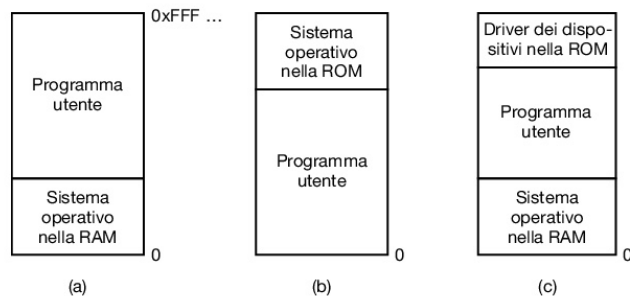 0xFFF ...
Programma
utente
Sistema
operativo
nella RAM
0
(a)
Sistema
operativo
nella ROM
Programma
utente
0
(b)
Driver dei dispo-
sitivi nella ROM
Programma
utente
Sistema
operativo
nella RAM
0
(c)